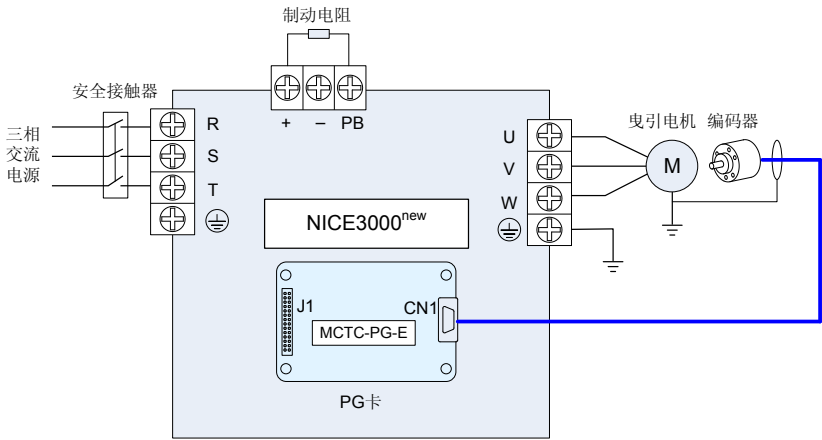 制动电阻
安全接触器
三相
交流
电源
R
S
T
+ – PB
U
V
W
曳引电机 编码器
M
NICE3000new
J1
CN1
MCTC-PG-E
PG卡